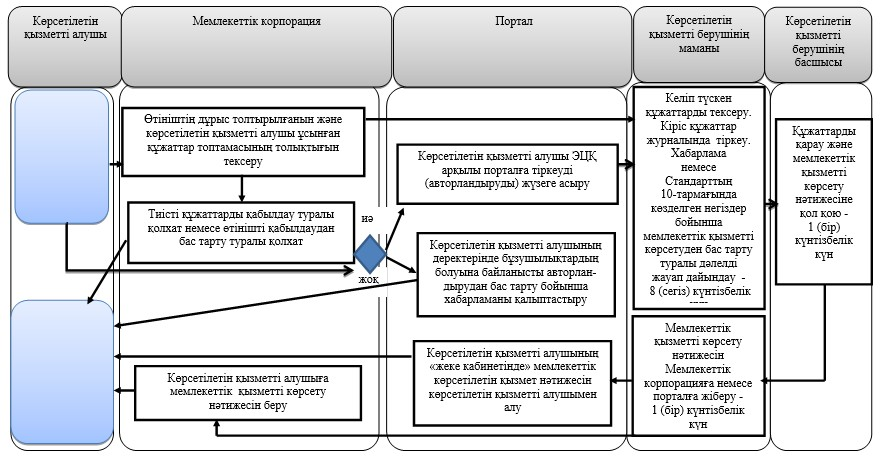 Көрсетілетін
қызметті алушы
Мемлекеттік корпорация
Портал
Көрсетілетін
қызметті берушінің
маманы
Көрсетілетін
қызметті
берушінің
басшысы
Өтініштің дұрыс толтырылғанын және
көрсетілетін қызметті алушы ұсынған
құжаттар топтамасының толықтығын
тексеру
Тиісті құжаттарды қабылдау туралы
қолхат немесе өтінішті қабылдаудан
бас тарту туралы қолхат
иә
жоқ
Көрсетілетін қызметті алушы ЭЦҚ
арқылы порталға тіркеуді
(авторландыруды) жүзеге асыру
Көрсетілетін қызметті алушының
деректерінде бұзушылықтардың
болуына байланысты авторлан-
дырудан бас тарту бойынша
хабарламаны қалыптастыру
Келіп түскен
құжаттарды тексеру.
Кіріс құжаттар
журналында тіркеу.
Хабарлама
немесе
Стандарттың
10-тармағында
көзделген негіздер
бойынша
мемлекеттік қызметті
көрсетуден бас тарту
туралы дәлелді
жауап дайындау -
8 (сегіз) күнтізбелік
Құжаттарды
қарау және
мемлекеттік
қызметті
көрсету
нәтижесіне
қол қою -
1 (бір)
күнтізбелік
күн
Мемлекеттік
қызметті көрсету
нәтижесін
Мемлекеттік
корпорацияға немесе
порталға жіберу -
1 (бір) күнтізбелік
күн
Көрсетілетін қызметті алушының
«жеке кабинетінде» мемлекеттік
көрсетілетін қызмет нәтижесін
көрсетілетін қызметті алушымен
алу
Көрсетілетін қызметті алушыға
мемлекеттік қызметті көрсету
нәтижесін беру